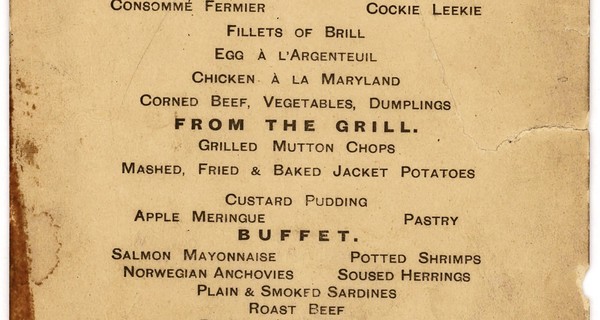 Consommé Fermier Cockie Leekie
Fillets of Brill
Egg à l'Argenteuil
Chicken à la Maryland
Corned Beef, Vegetables, Dumplings
FROM THE GRILL.
Grilled Mutton Chops
Mashed, Fried & Baked Jacket Potatoes
Custard Pudding
Apple Meringue Pastry
BUFFET.
Salmon Mayonnaise Potted Shrimps
Norwegian Anchovies Soused Herrings
Plain & Smoked Sardines
Roast Beef